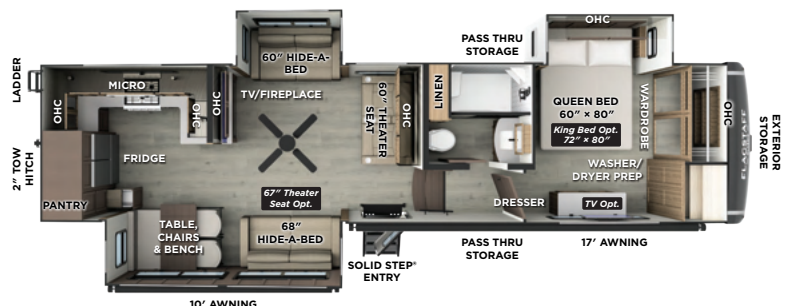 OHC
PASS THRU
STORAGE
LADDER
MICRO
OHC
OHC
OHC
60" HIDE-A-
BED
TV/FIREPLACE
60" THEATER
SEAT
OHC
LINEN
QUEEN BED
60" × 80"
King Bed Opt.
72" × 80"
WARDROBE
OHC
FLAGSTAFF
EXTERIOR
STORAGE
2" TOW
HITCH
FRIDGE
PANTRY
WASHER/
DRYER PREP
67" Theater
Seat Opt.
DRESSER
TV Opt.
TABLE,
CHAIRS
& BENCH
68"
HIDE-A-BED
SOLID STEP®
ENTRY
PASS THRU
STORAGE
17' AWNING
10' AWNING